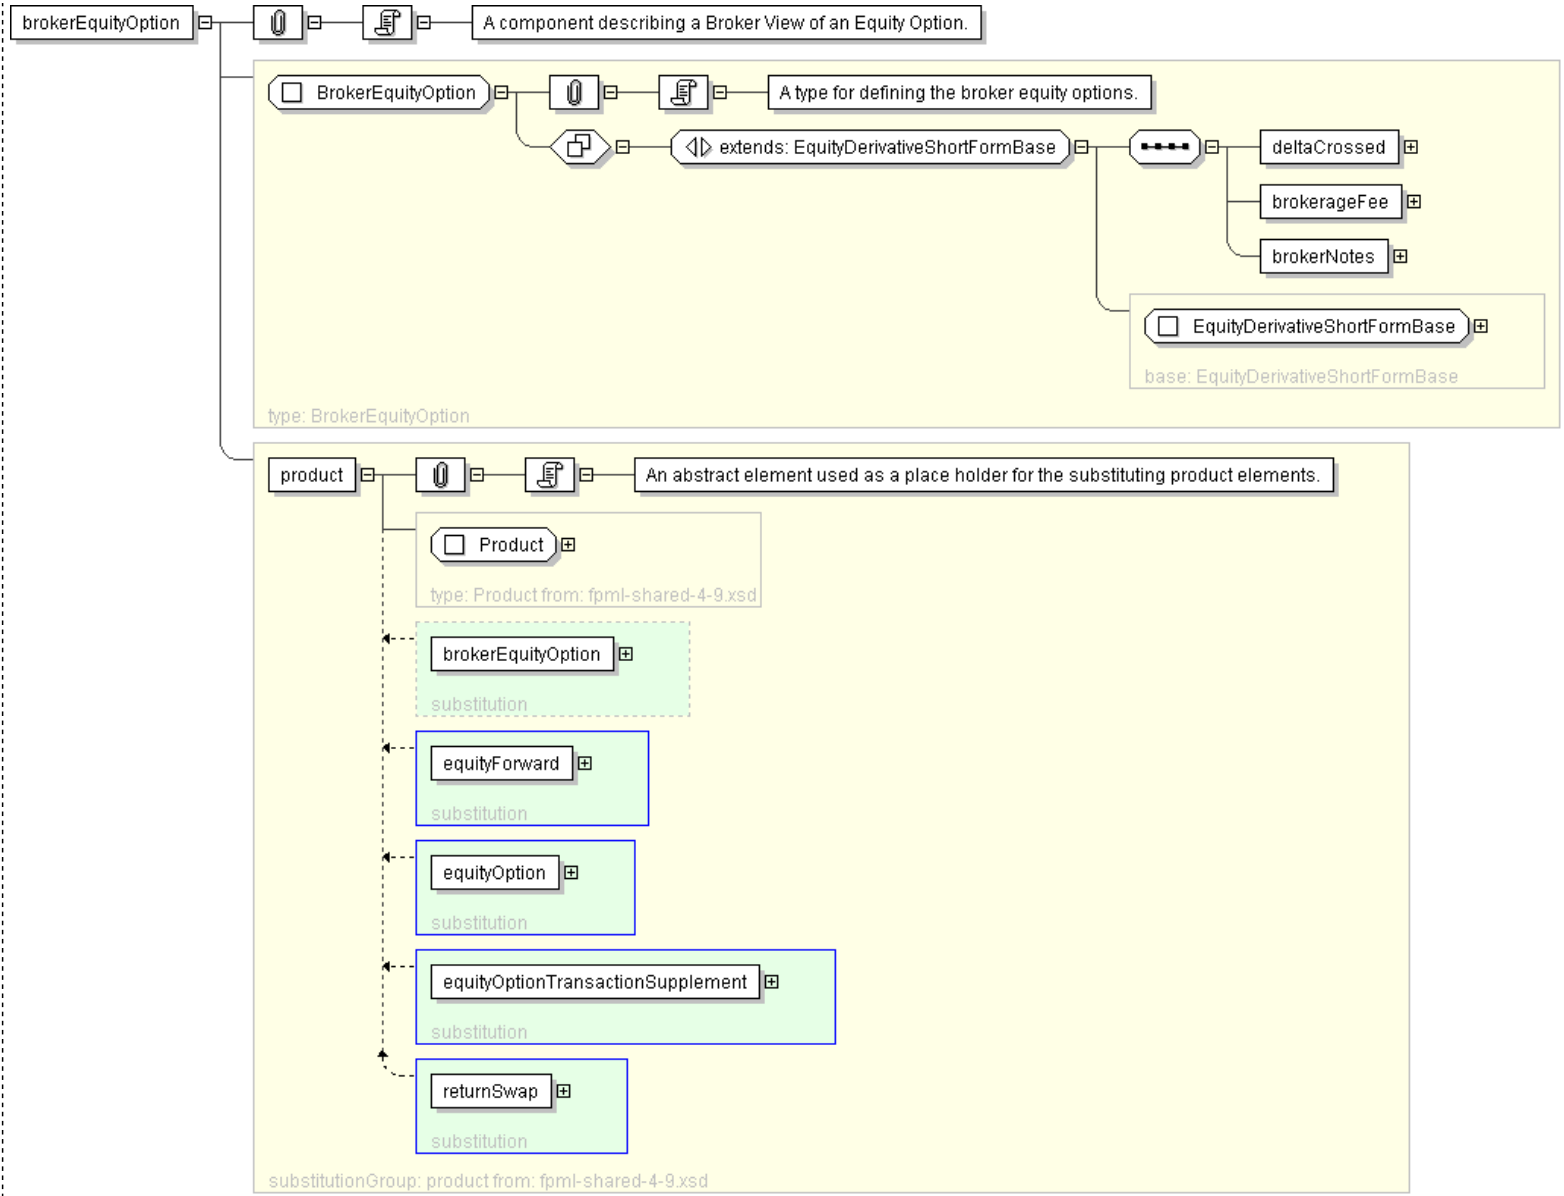 brokerEquityOption
A component describing a Broker View of an Equity Option.
BrokerEquityOption
A type for defining the broker equity options.
extends: EquityDerivativeShortFormBase
deltaCrossed
brokerageFee
brokerNotes
EquityDerivativeShortFormBase
base: EquityDerivativeShortFormBase
type: BrokerEquityOption
product
An abstract element used as a place holder for the substituting product elements.
Product
type: Product from: fpml-shared-4-9.xsd
brokerEquityOption
substitution
equityForward
substitution
equityOption
substitution
equityOptionTransactionSupplement
substitution
returnSwap
substitution
substitutionGroup: product from: fpml-shared-4-9.xsd